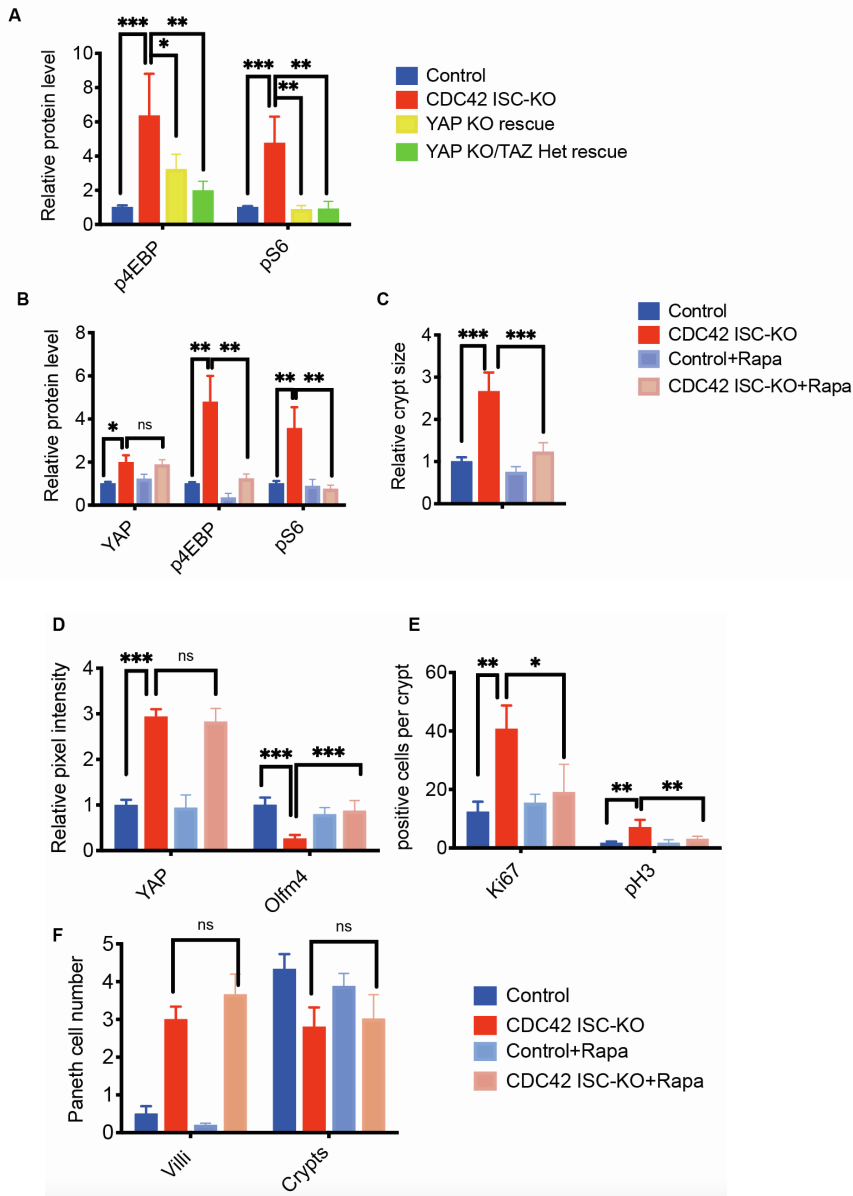 A
Relative protein level
10
8
6
4
2
0
*** ** *
*** ** **
p4EBP
pS6
Control
CDC42 ISC-KO
YAP KO rescue
YAP KO/TAZ Het rescue
B
Relative protein level
8
6
4
2
0
* ns
** **
** **
YAP
p4EBP
pS6
C
Relative crypt size
4
3
2
1
0
*** ***
Control
CDC42 ISC-KO
Control+Rapa
CDC42 ISC-KO+Rapa
D
Relative pixel intensity
4
3
2
1
0
*** ns
*** ***
YAP
Olfm4
E
positive cells per crypt
60
40
20
0
** *
** **
Ki67
pH3
F
Paneth cell number
5
4
3
2
1
0
ns
ns
Villi
Crypts
Control
CDC42 ISC-KO
Control+Rapa
CDC42 ISC-KO+Rapa